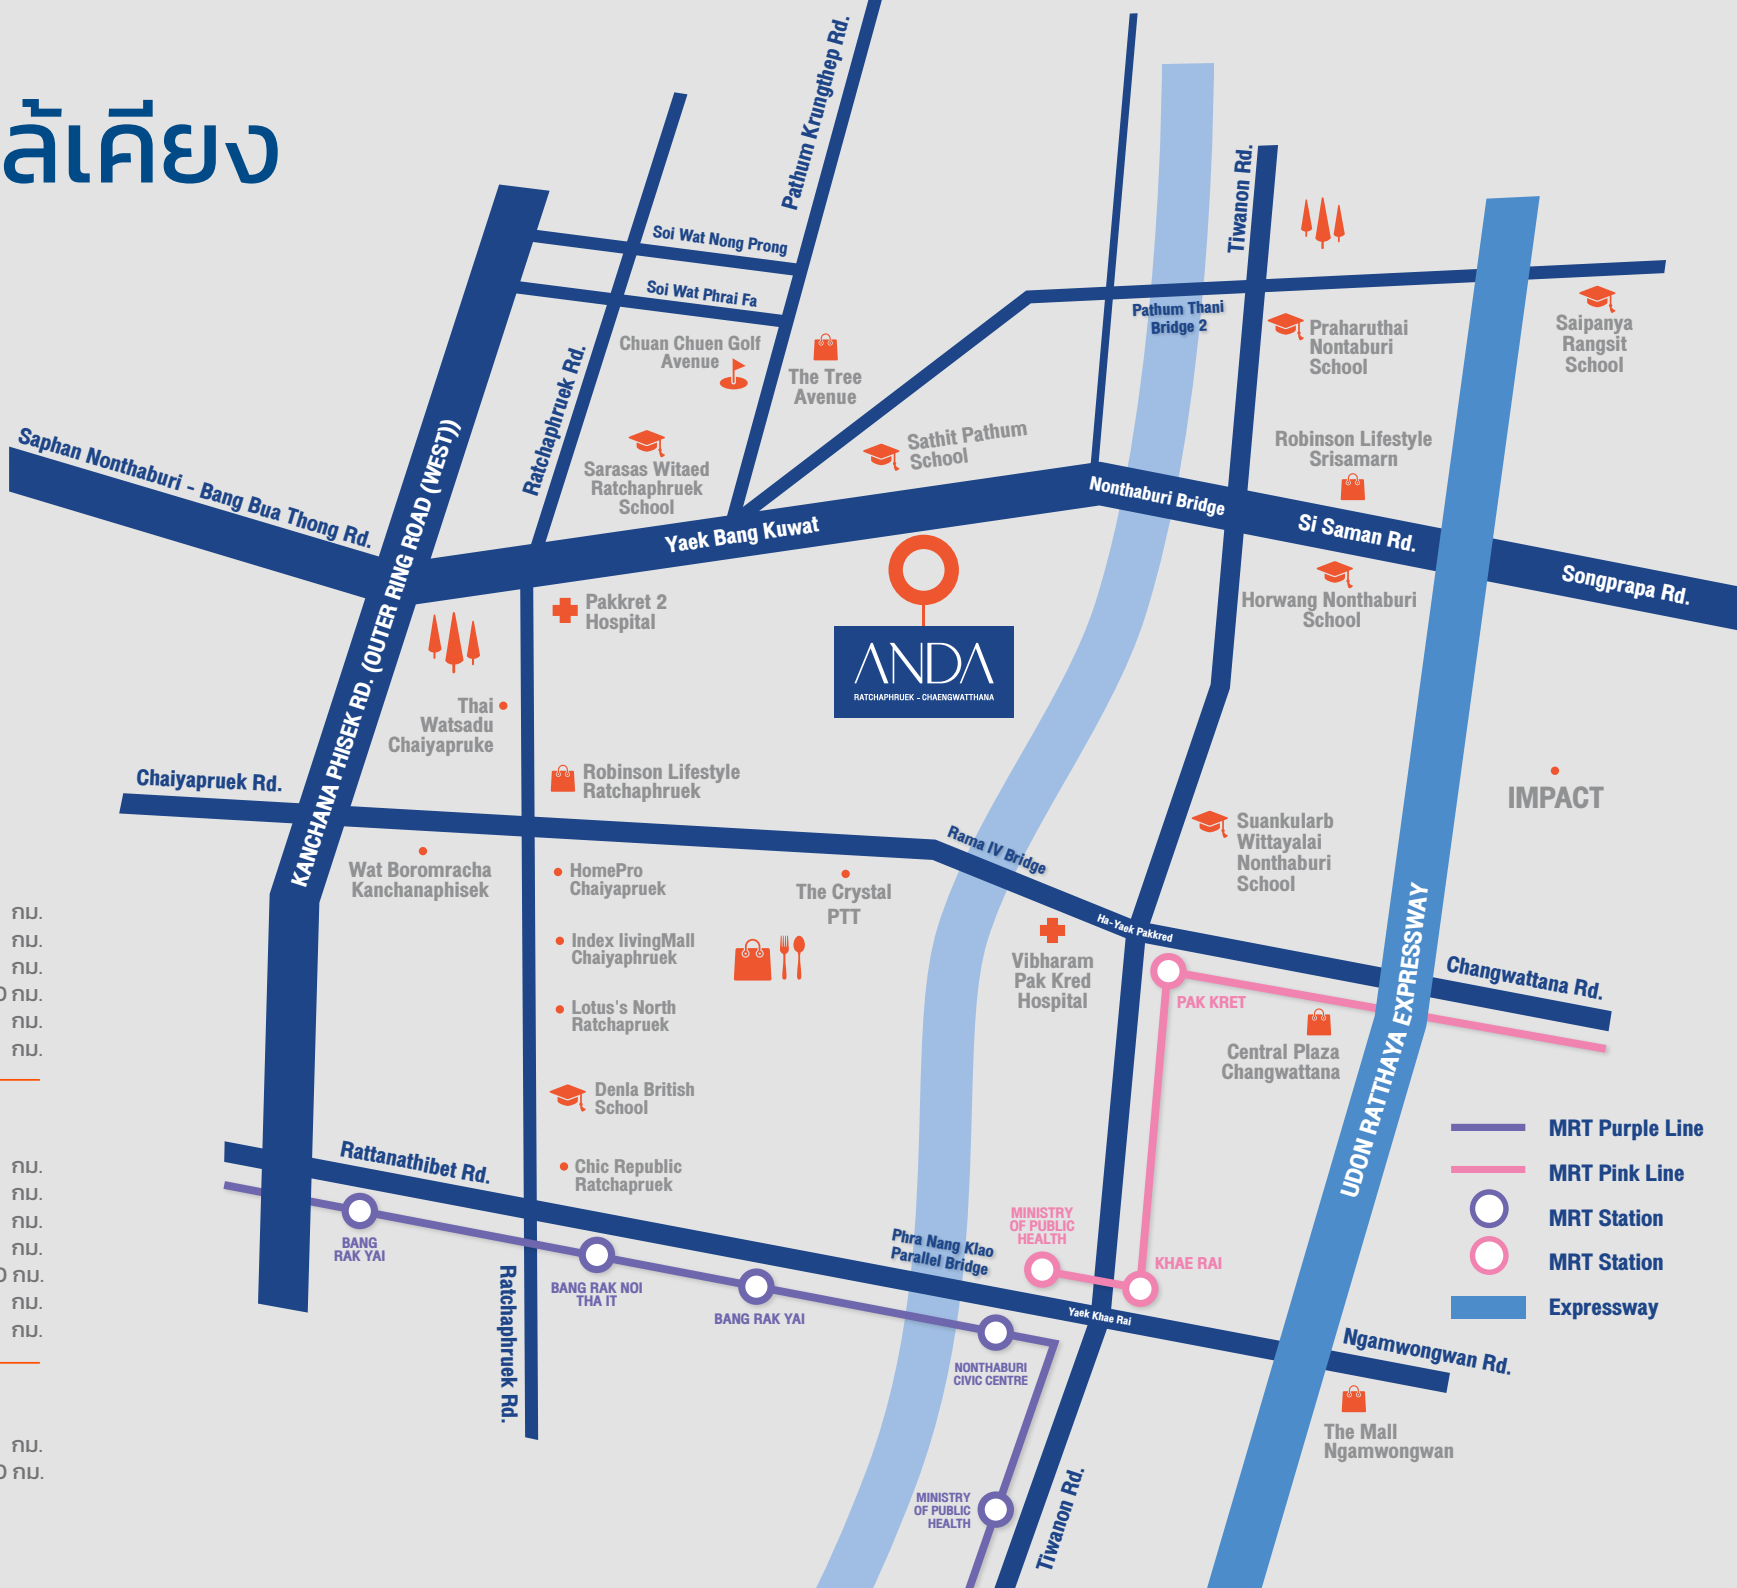 ล้เคียง
Pathum Krungthep Rd.
Tiwanon Rd.
Soi Wat Nong Prong
Soi Wat Phrai Fa
Pathum Thani
Bridge 2
Chuan Chuen Golf
Avenue
The Tree
Avenue
Praharuthai
Nontaburi
School
Saipanya
Rangsit
School
Ratchaphruek Rd.
Saphan Nonthaburi - Bang Bua Thong Rd.
KANCHANA PHISEK RD. (OUTER RING ROAD (WEST))
Sarasas Witaed
Ratchaphruek
School
Sathit Pathum
School
Robinson Lifestyle
Srisamarn
Nonthaburi Bridge
Yaek Bang Kuwat
Si Saman Rd.
Songprapa Rd.
Pakkret 2
Hospital
Horwang Nonthaburi
School
ANDA
RATCHAPHRUEK - CHAENGWATTHANA
Thai
Watsadu
Chaiyapruke
Chaiyapruek Rd.
Robinson Lifestyle
Ratchaphruek
IMPACT
Rama IV Bridge
Suankularb
Wittayalai
Nonthaburi
School
Wat Boromracha
Kanchanaphisek
HomePro
Chaiyapruek
The Crystal
PTT
Ha-Yaek Pakkred
Index livingMall
Chaiyaphruek
Vibharam
Pak Kred
Hospital
Changwattana Rd.
PAK KRET
Lotus's North
Ratchapruek
Central Plaza
Changwattana
UDON RATTHAYA EXPRESSWAY
Denla British
School
Rattanathibet Rd.
Chic Republic
Ratchapruek
MRT Purple Line
MRT Pink Line
MRT Station
MRT Station
Expressway
MINISTRY
OF PUBLIC
HEALTH
Phra Nang Klao
Parallel Bridge
KHAE RAI
BANG
RAK YAI
BANG RAK NOI
THA IT
BANG RAK YAI
Yaek Khae Rai
Ratchaphruek Rd.
NONTHABURI
CIVIC CENTRE
Ngamwongwan Rd.
The Mall
Ngamwongwan
MINISTRY
OF PUBLIC
HEALTH
Tiwanon Rd.
กม.
กม.
กม.
0 กม.
กม.
กม.
กม.
กม.
กม.
กม.
0 กม.
กม.
กม.
กม.
0 กม.